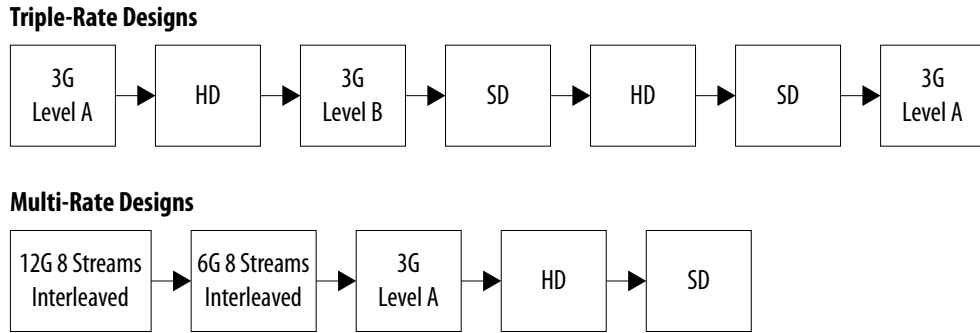 Triple-Rate Designs
3G
Level A
HD
3G
Level B
SD
HD
SD
3G
Level A
Multi-Rate Designs
12G 8 Streams
Interleaved
6G 8 Streams
Interleaved
3G
Level A
HD
SD